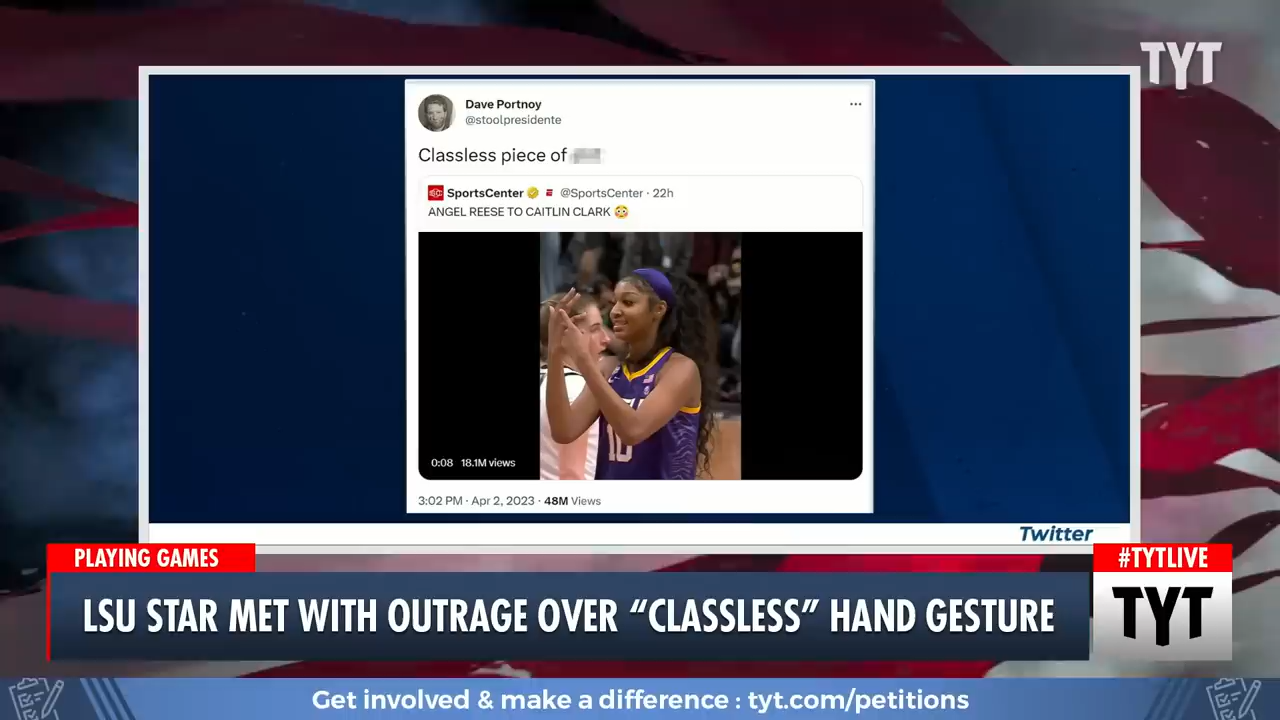 TYT
Dave Portnoy
@stoolpresidente
Classless piece of
SC
SportsCenter @SportsCenter · 22h
ANGEL REESE TO CAITLIN CLARK 😳
10
0:08 18.1M views
3:02 PM · Apr 2, 2023 · 48M Views
Twitter
PLAYING GAMES
#TYTLIVE
LSU STAR MET WITH OUTRAGE OVER “CLASSLESS” HAND GESTURE
TYT
Get involved & make a difference : tyt.com/petitions